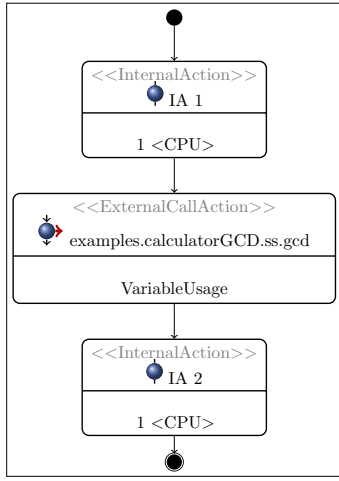 <<InternalAction>>
IA 1
1 <CPU>
<<ExternalCallAction>>
examples.calculatorGCD.ss.gcd
VariableUsage
<<InternalAction>>
IA 2
1 <CPU>